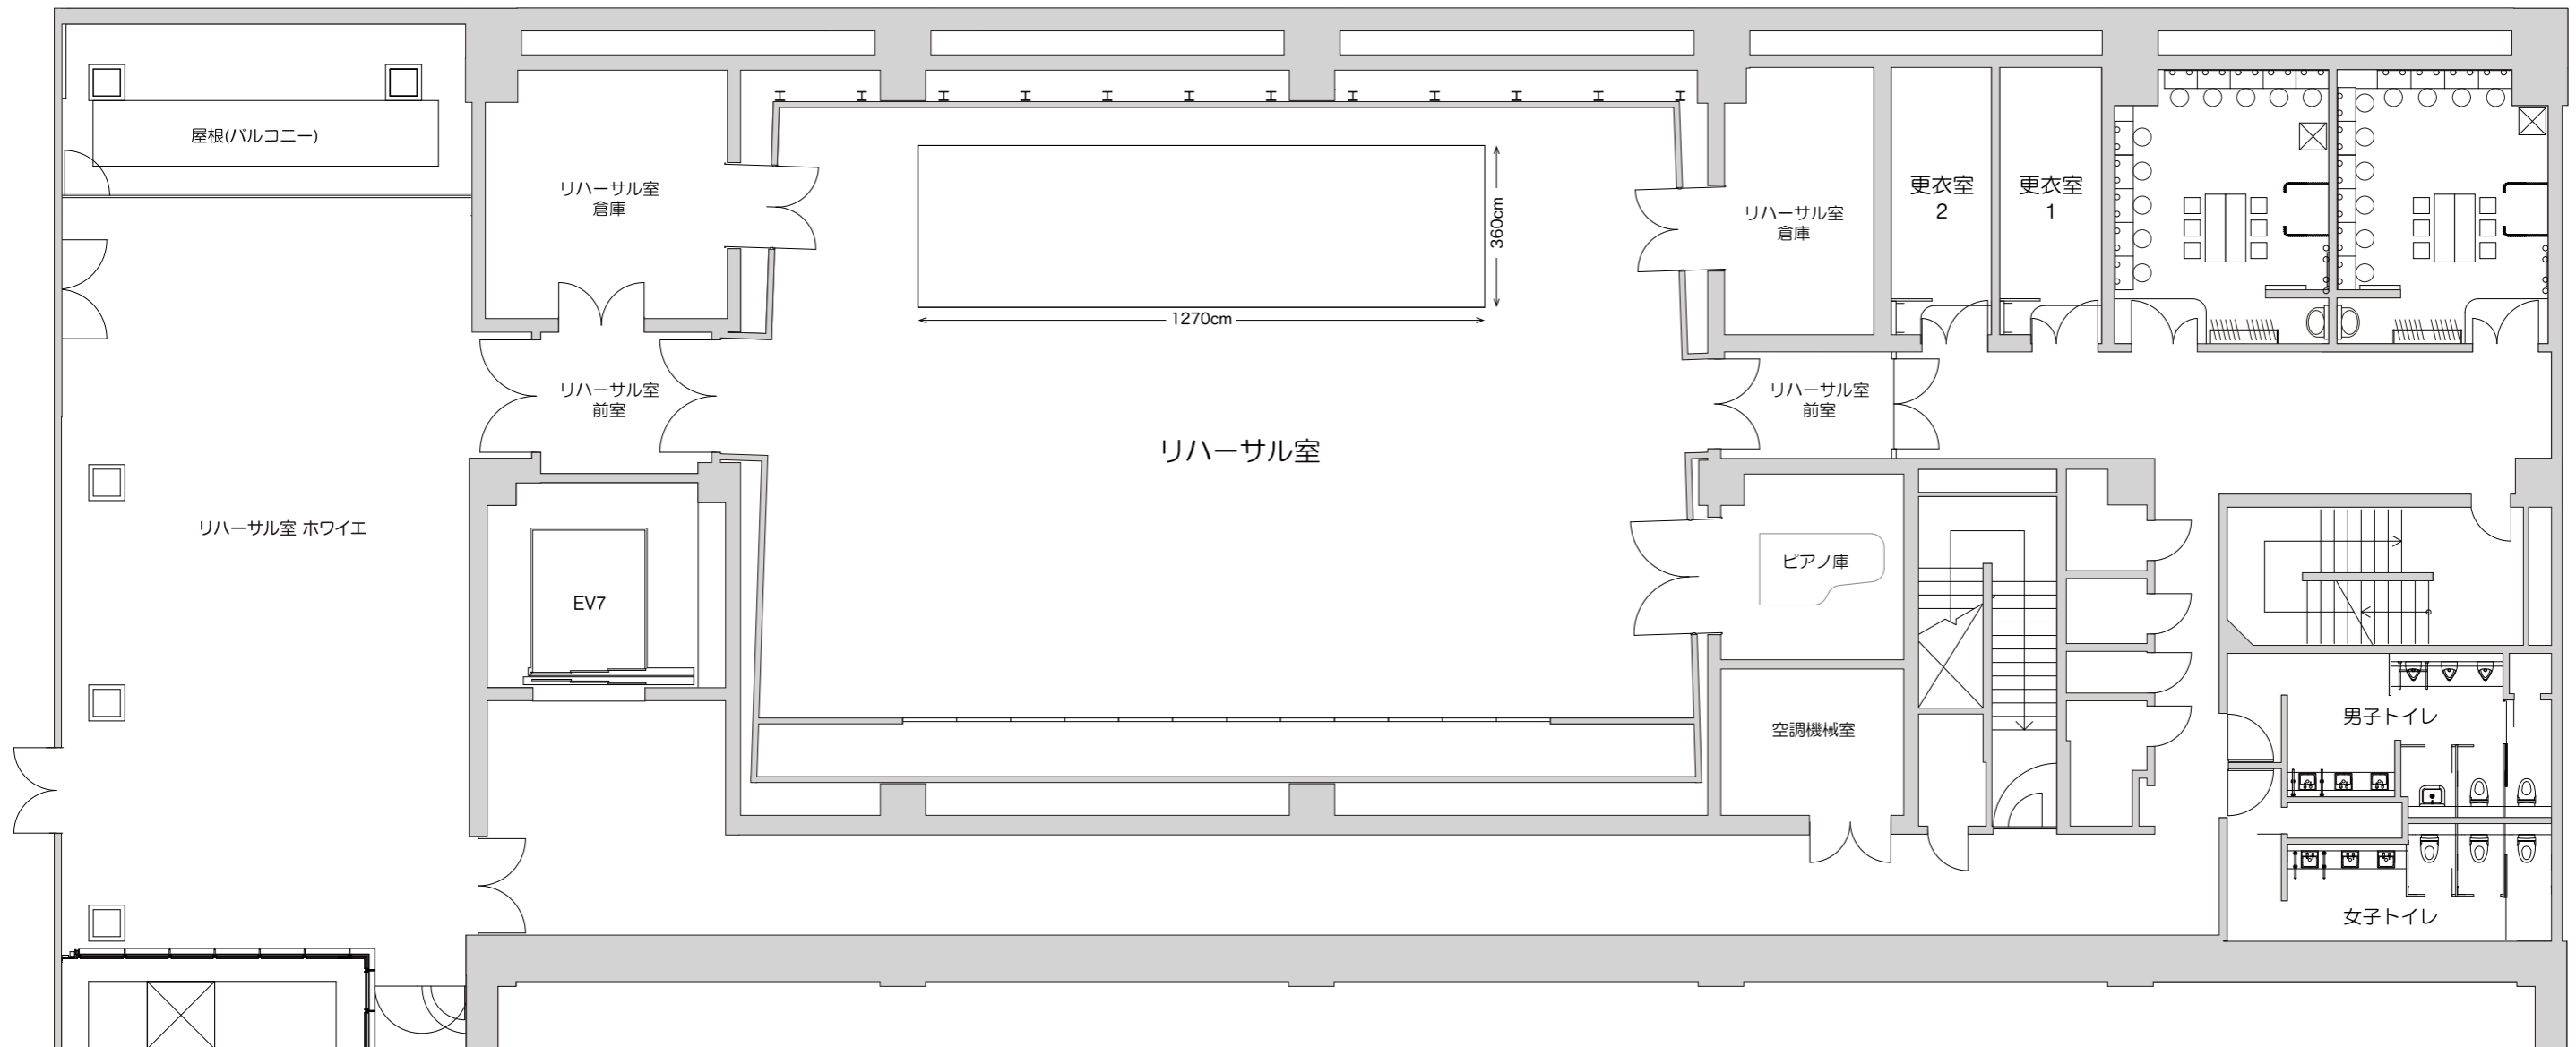 屋根(バルコニー)
リハーサル室
倉庫
360cm
1270cm
リハーサル室
倉庫
更衣室
2
更衣室
1
リハーサル室
前室
リハーサル室
前室
リハーサル室
リハーサル室 ホワイエ
EV7
ピアノ庫
空調機械室
男子トイレ
女子トイレ